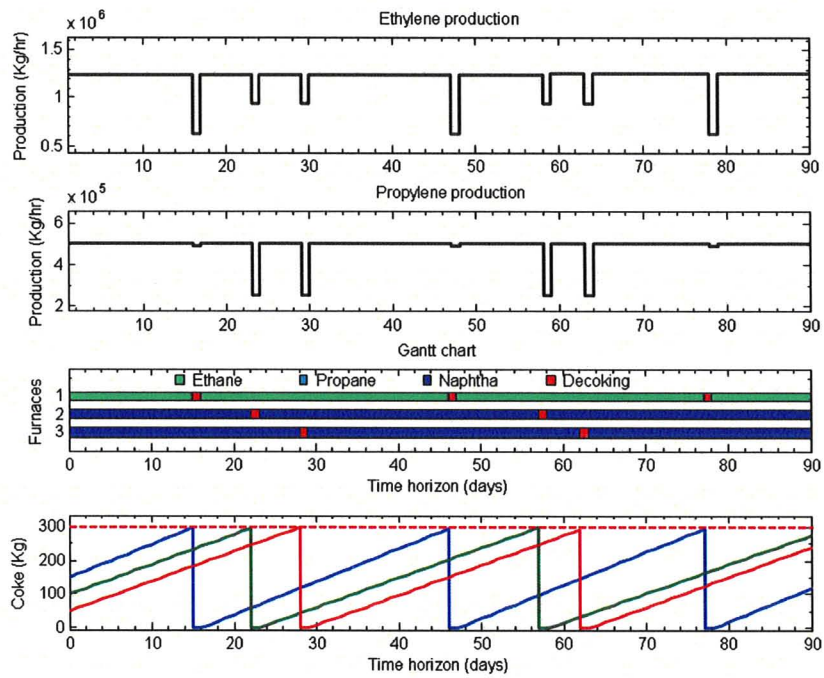 Ethylene production
x 10^6
Production (Kg/hr)
1.5
1
0.5
10 20 30 40 50 60 70 80 90
Propylene production
x 10^5
Production (Kg/hr)
6
4
2
10 20 30 40 50 60 70 80 90
Gantt chart
Ethane Propane Naphtha Decoking
Furnaces
1
2
3
0 10 20 30 40 50 60 70 80 90
Time horizon (days)
Coke (Kg)
300
200
100
0
0 10 20 30 40 50 60 70 80 90
Time horizon (days)